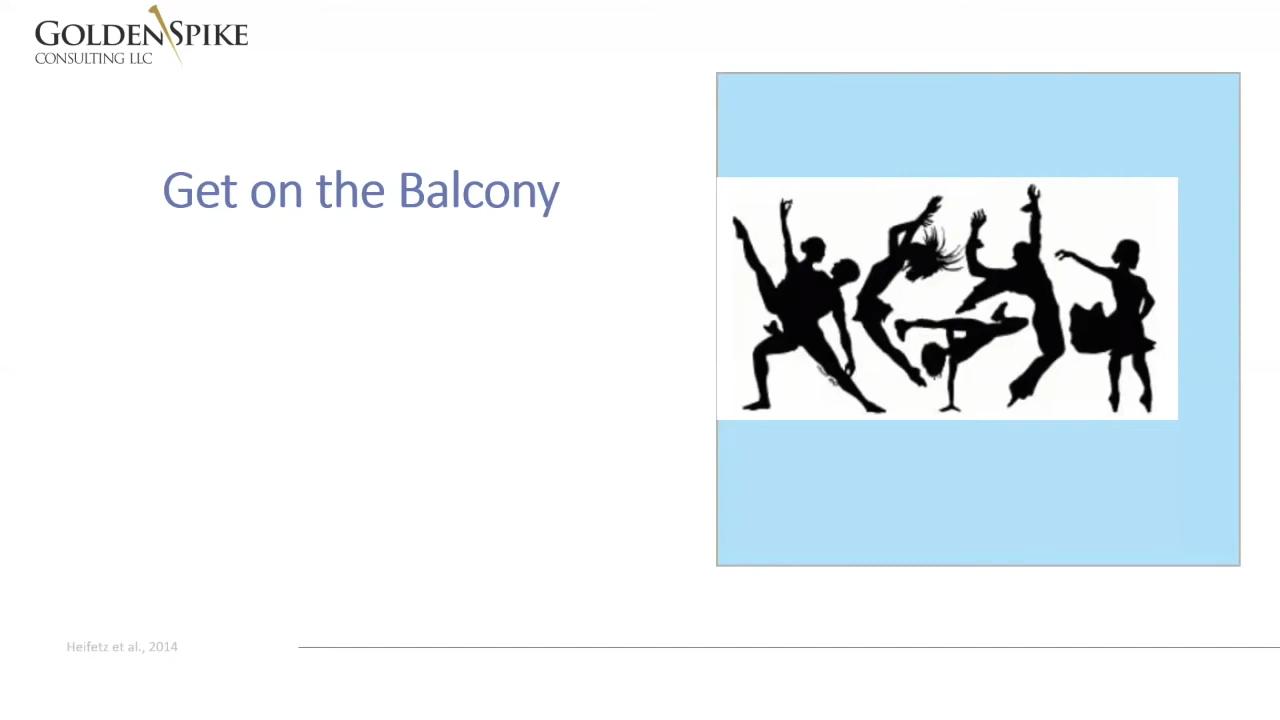 GOLDEN SPIKE
CONSULTING LLC
Get on the Balcony
Heifetz et al., 2014